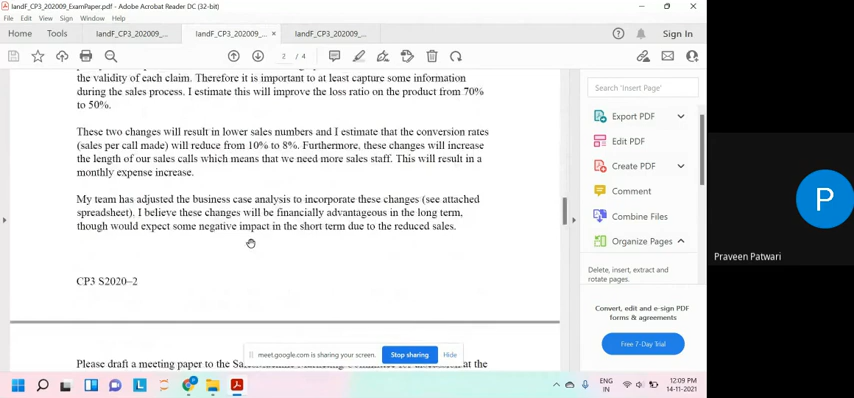 IandF_CP3_202009_ExamPaper.pdf - Adobe Acrobat Reader DC (32-bit)
File Edit View Sign Window Help
Home Tools IandF_CP3_202009_... IandF_CP3_202009_... × IandF_CP3_202009_... Sign In
2 / 4
the validity of each claim. Therefore it is important to at least capture some information
during the sales process. I estimate this will improve the loss ratio on the product from 70%
to 50%.
These two changes will result in lower sales numbers and I estimate that the conversion rates
(sales per call made) will reduce from 10% to 8%. Furthermore, these changes will increase
the length of our sales calls which means that we need more sales staff. This will result in a
monthly expense increase.
My team has adjusted the business case analysis to incorporate these changes (see attached
spreadsheet). I believe these changes will be financially advantageous in the long term,
though would expect some negative impact in the short term due to the reduced sales.
CP3 S2020–2
Please draft a meeting paper to the
for discussion at the
meet.google.com is sharing your screen. Stop sharing Hide
Search 'Insert Page'
Export PDF
Edit PDF
Create PDF
Comment
Combine Files
Organize Pages
Delete, insert, extract and
rotate pages.
Convert, edit and e-sign PDF
forms & agreements
Free 7-Day Trial
P
Praveen Patwari
ENG
IN
12:09 PM
14-11-2021